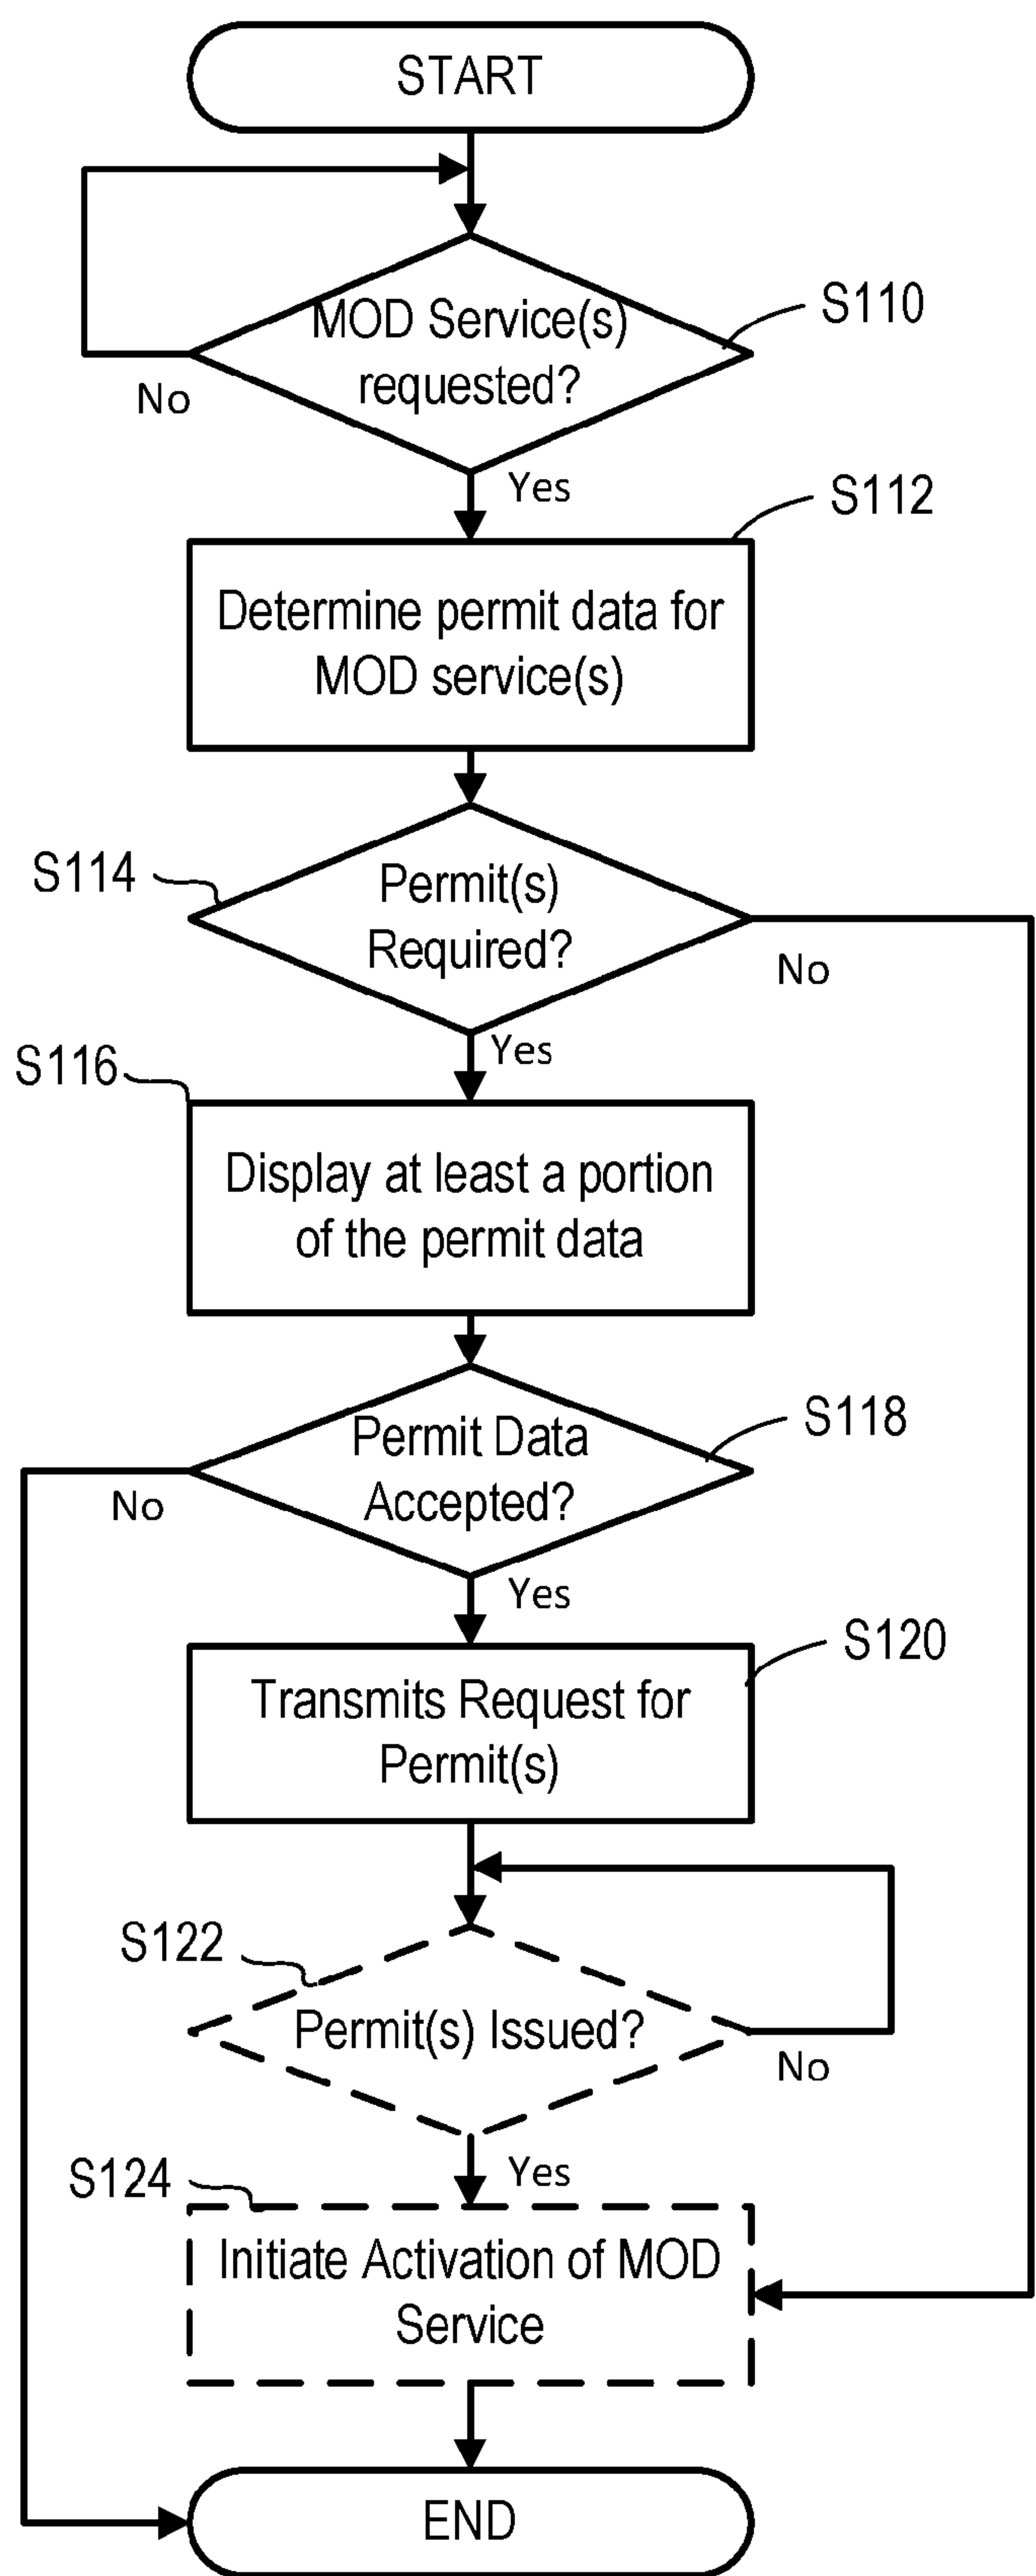 START
MOD Service(s)
requested?
S110
No
Yes
S112
Determine permit data for
MOD service(s)
S114
Permit(s)
Required?
No
Yes
S116
Display at least a portion
of the permit data
Permit Data
Accepted?
S118
No
Yes
S120
Transmits Request for
Permit(s)
S122
Permit(s) Issued?
No
Yes
S124
Initiate Activation of MOD
Service
END